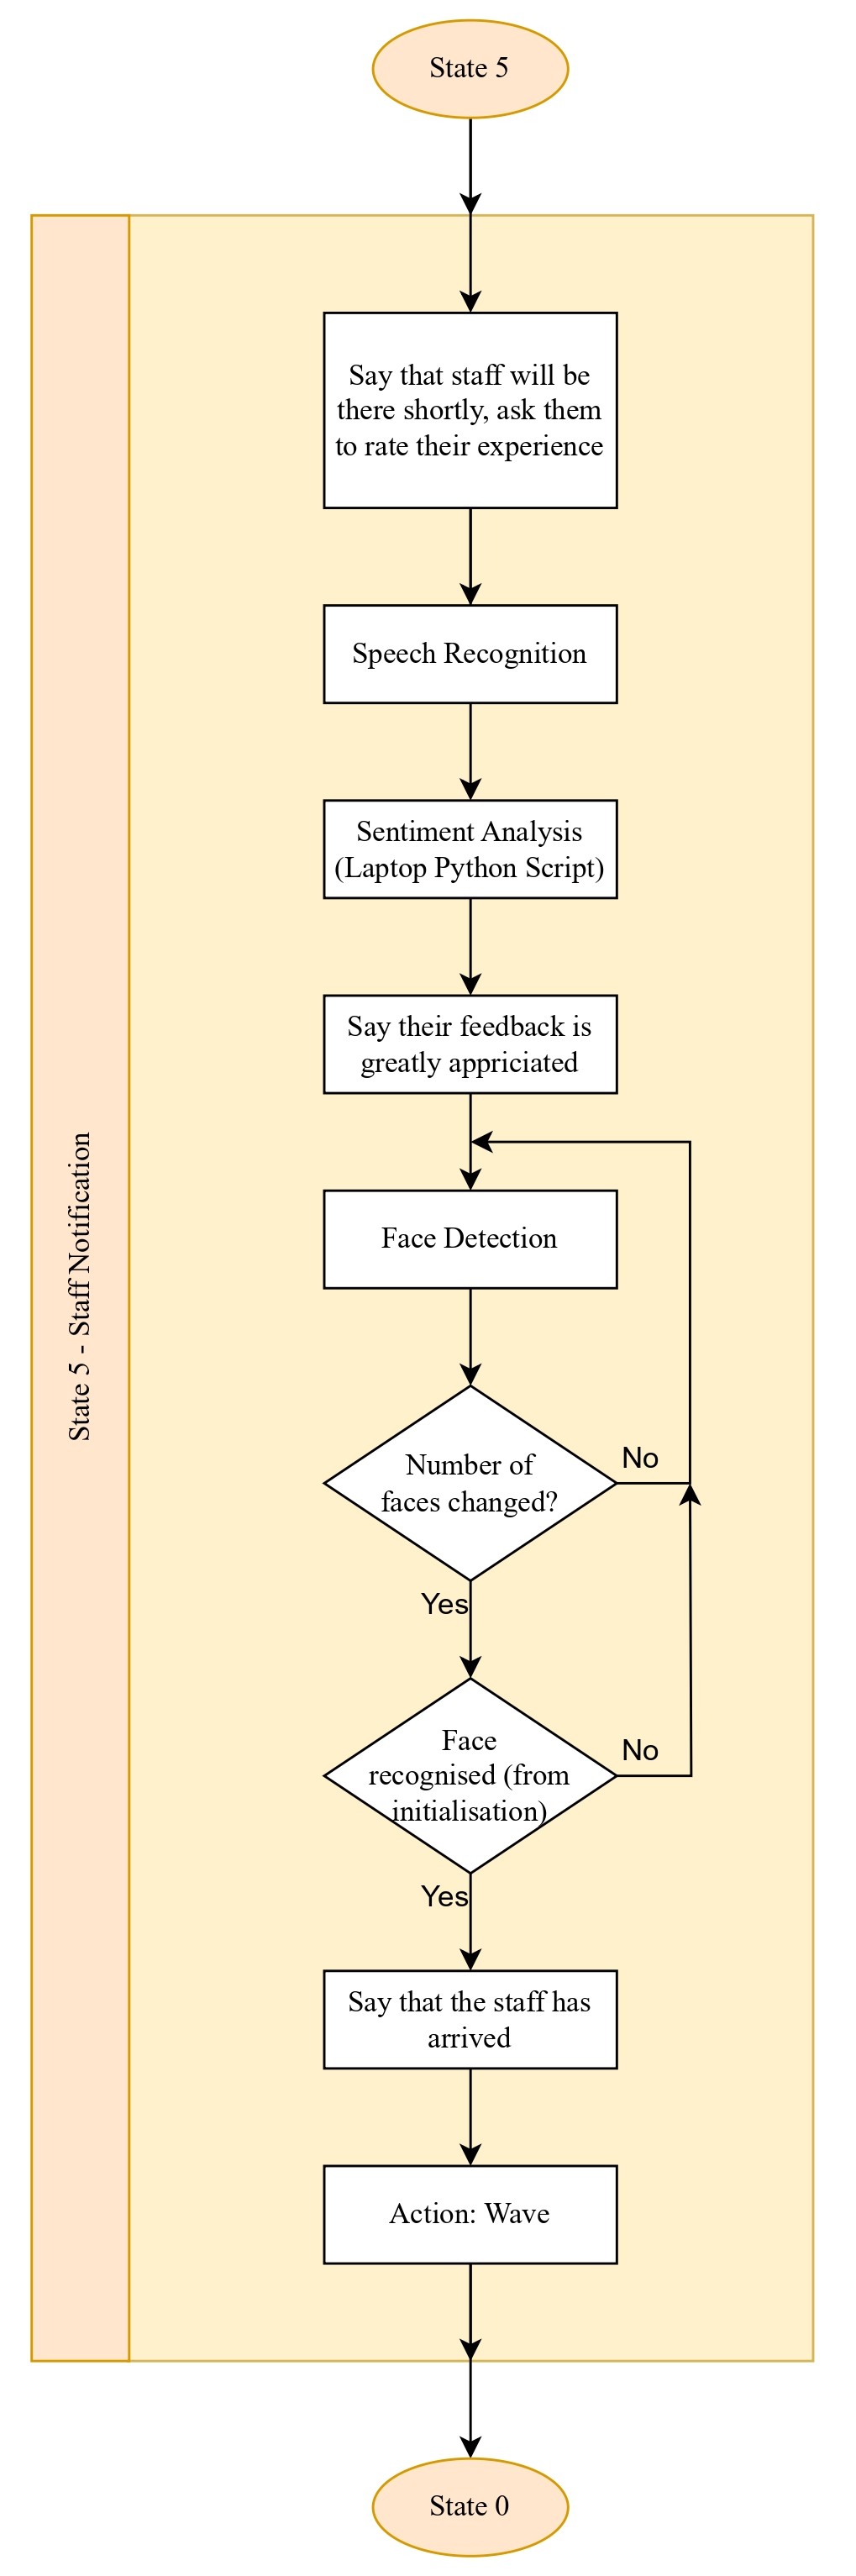 State 5
State 5 - Staff Notification
Say that staff will be
there shortly, ask them
to rate their experience
Speech Recognition
Sentiment Analysis
(Laptop Python Script)
Say their feedback is
greatly appriciated
Face Detection
Number of
faces changed?
No
Yes
Face
recognised (from
initialisation)
No
Yes
Say that the staff has
arrived
Action: Wave
State 0